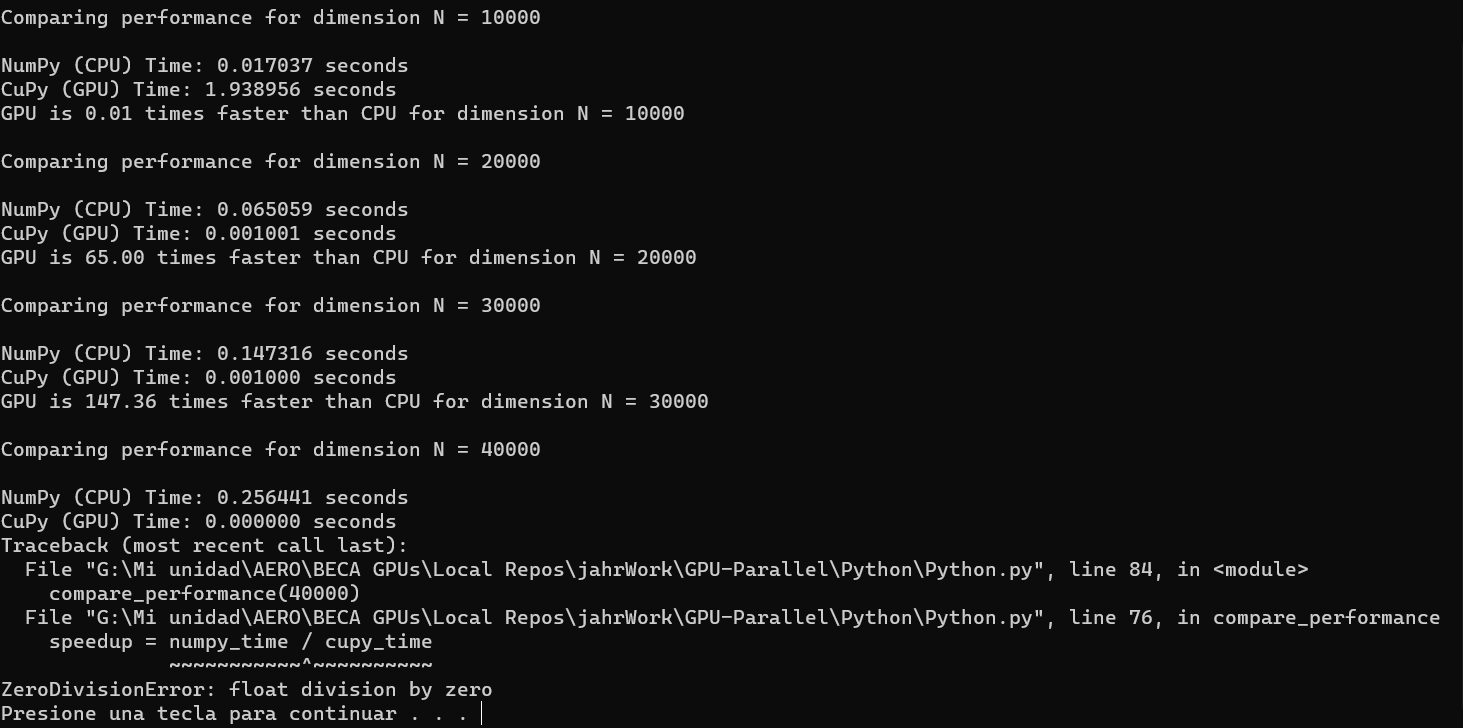 Comparing performance for dimension N = 10000
NumPy (CPU) Time: 0.017037 seconds
CuPy (GPU) Time: 1.938956 seconds
GPU is 0.01 times faster than CPU for dimension N = 10000
Comparing performance for dimension N = 20000
NumPy (CPU) Time: 0.065059 seconds
CuPy (GPU) Time: 0.001001 seconds
GPU is 65.00 times faster than CPU for dimension N = 20000
Comparing performance for dimension N = 30000
NumPy (CPU) Time: 0.147316 seconds
CuPy (GPU) Time: 0.001000 seconds
GPU is 147.36 times faster than CPU for dimension N = 30000
Comparing performance for dimension N = 40000
NumPy (CPU) Time: 0.256441 seconds
CuPy (GPU) Time: 0.000000 seconds
Traceback (most recent call last):
  File "G:\Mi unidad\AERO\BECA GPUs\Local Repos\jahrWork\GPU-Parallel\Python\Python.py", line 84, in <module>
    compare_performance(40000)
  File "G:\Mi unidad\AERO\BECA GPUs\Local Repos\jahrWork\GPU-Parallel\Python\Python.py", line 76, in compare_performance
    speedup = numpy_time / cupy_time
              ~~~~~~~~~~~^~~~~~~~~~~
ZeroDivisionError: float division by zero
Presione una tecla para continuar . . .